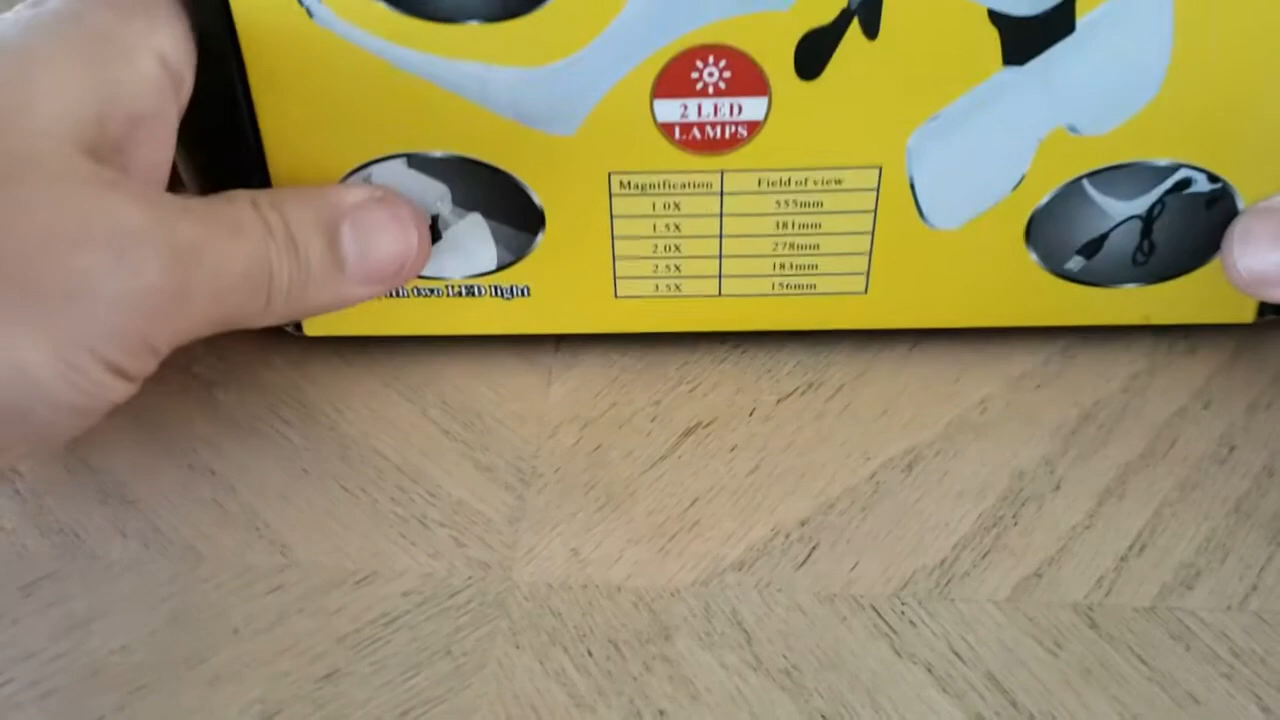 2 LED
LAMPS
Magnification Field of view
1.0X 555mm
1.5X 381mm
2.0X 278mm
2.5X 183mm
3.5X 156mm
two LED light